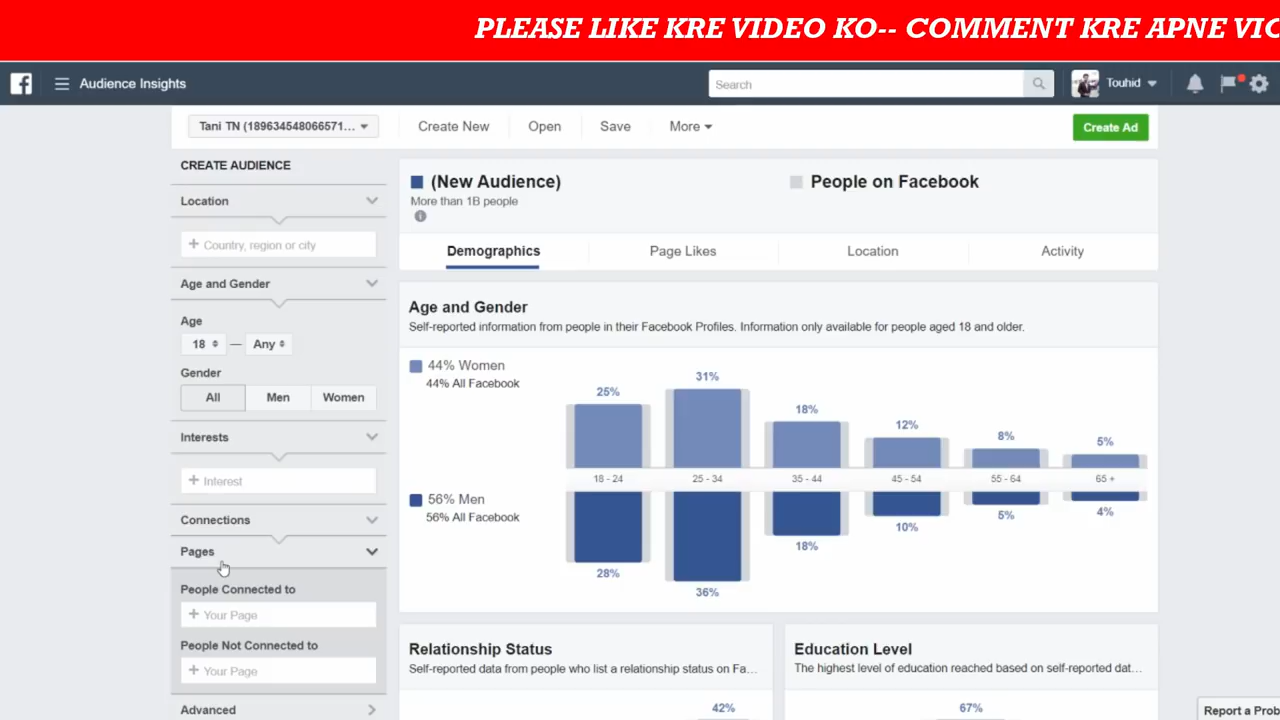 PLEASE LIKE KRE VIDEO KO-- COMMENT KRE APNE VIC
f
Audience Insights
Search
Touhid
Tani TN (189634548066571...
Create New
Open
Save
More
Create Ad
CREATE AUDIENCE
Location
+ Country, region or city
Age and Gender
Age
18 — Any
Gender
All
Men
Women
Interests
+ Interest
Connections
Pages
People Connected to
+ Your Page
People Not Connected to
+ Your Page
Advanced
(New Audience)
More than 1B people
People on Facebook
Demographics
Page Likes
Location
Activity
Age and Gender
Self-reported information from people in their Facebook Profiles. Information only available for people aged 18 and older.
44% Women
44% All Facebook
25%
31%
18%
12%
8%
5%
18 - 24
25 - 34
35 - 44
45 - 54
55 - 64
65 +
56% Men
56% All Facebook
28%
36%
18%
10%
5%
4%
Relationship Status
Self-reported data from people who list a relationship status on Fa...
42%
Education Level
The highest level of education reached based on self-reported dat...
67%
Report a Prob